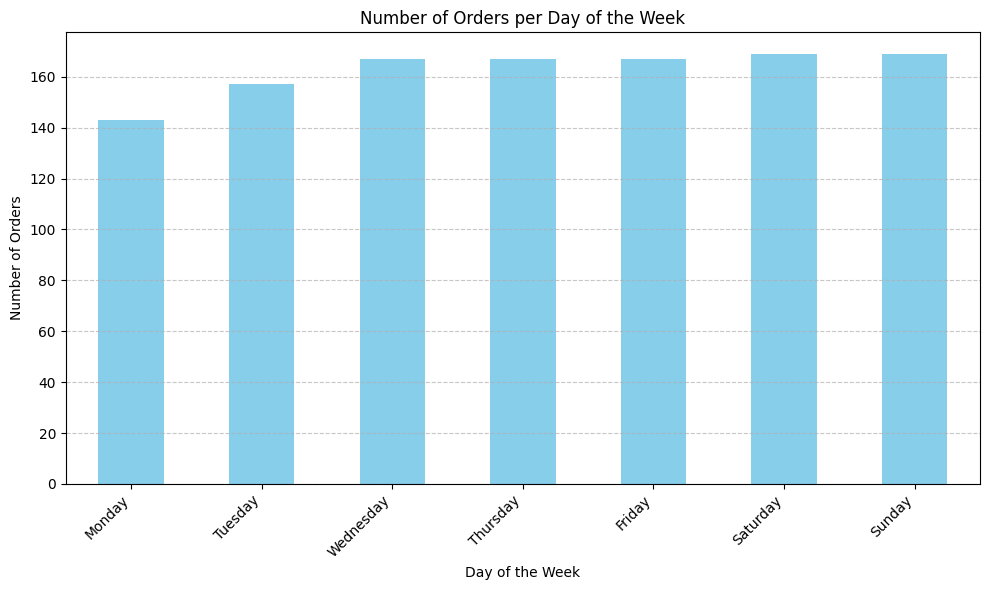 Number of Orders per Day of the Week
Number of Orders
160
140
120
100
80
60
40
20
0
Monday
Tuesday
Wednesday
Thursday
Friday
Saturday
Sunday
Day of the Week